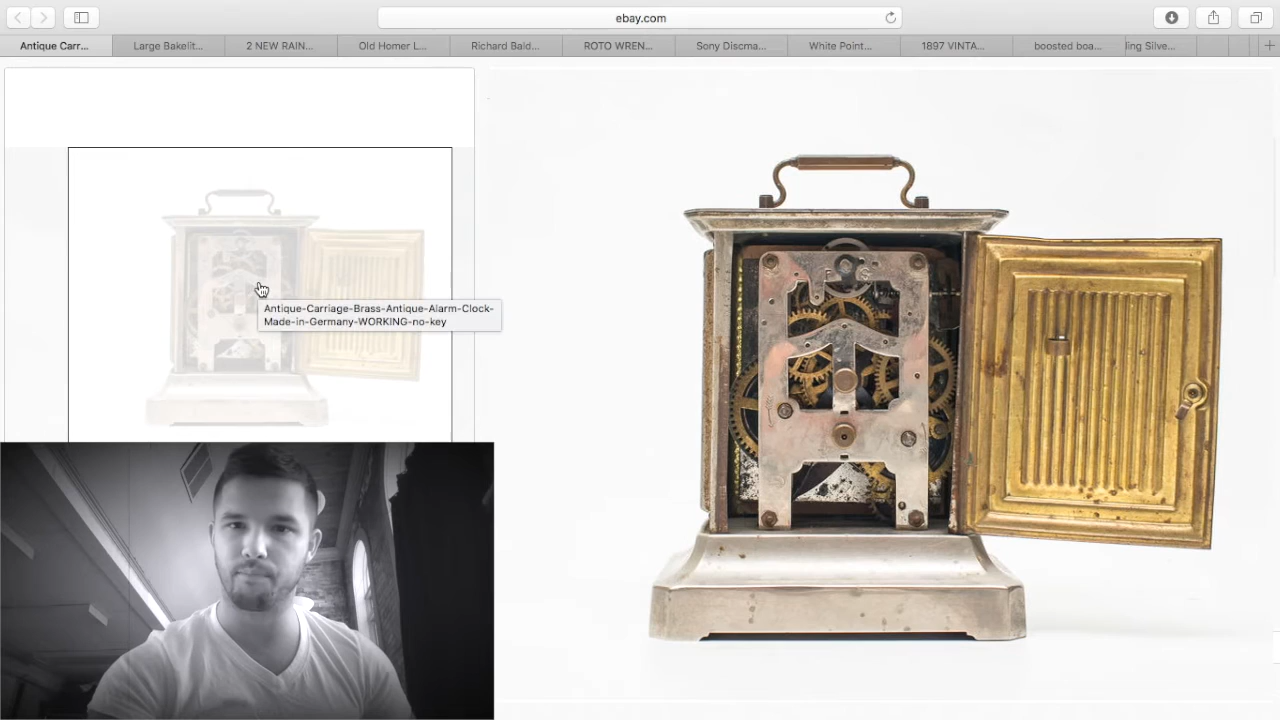 ebay.com
Antique Carr...
Large Bakelit...
2 NEW RAIN...
Old Homer L...
Richard Bald...
ROTO WREN...
Sony Discma...
White Point...
1897 VINTA...
boosted boa...
ling Silve...
Antique-Carriage-Brass-Antique-Alarm-Clock-
Made-in-Germany-WORKING-no-key
F G